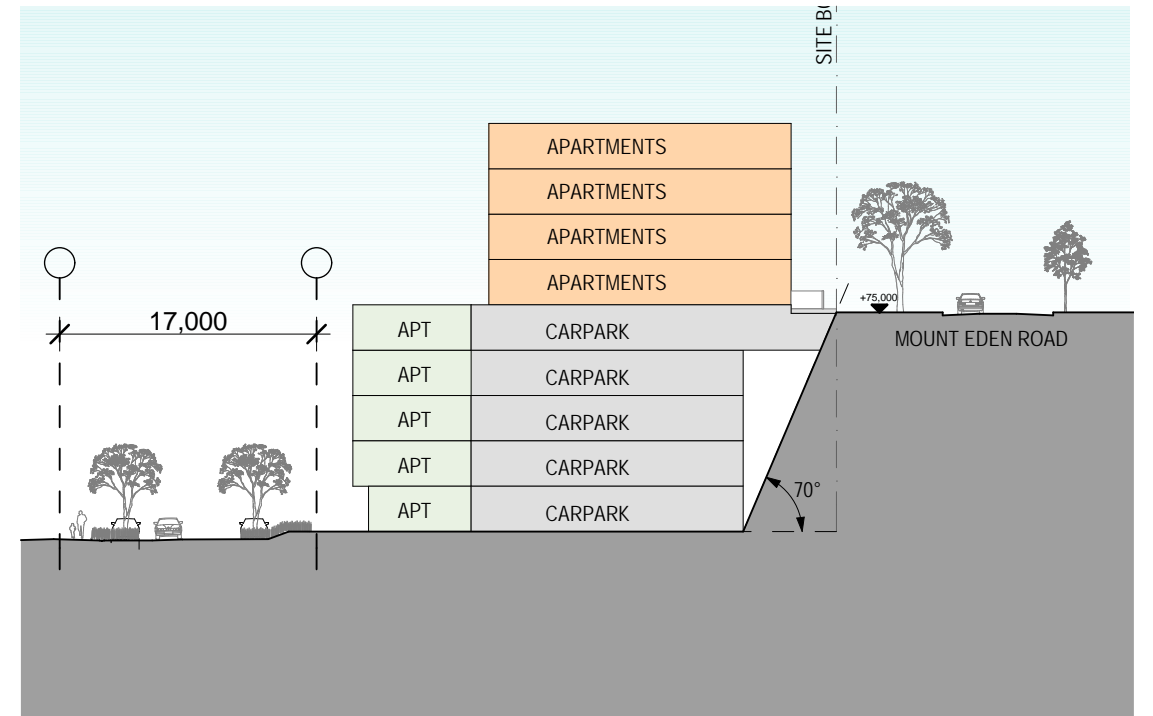 SITE
APARTMENTS
APARTMENTS
APARTMENTS
APARTMENTS
17,000
+75,000
APT CARPARK
MOUNT EDEN ROAD
APT CARPARK
APT CARPARK
APT CARPARK
70°
APT CARPARK